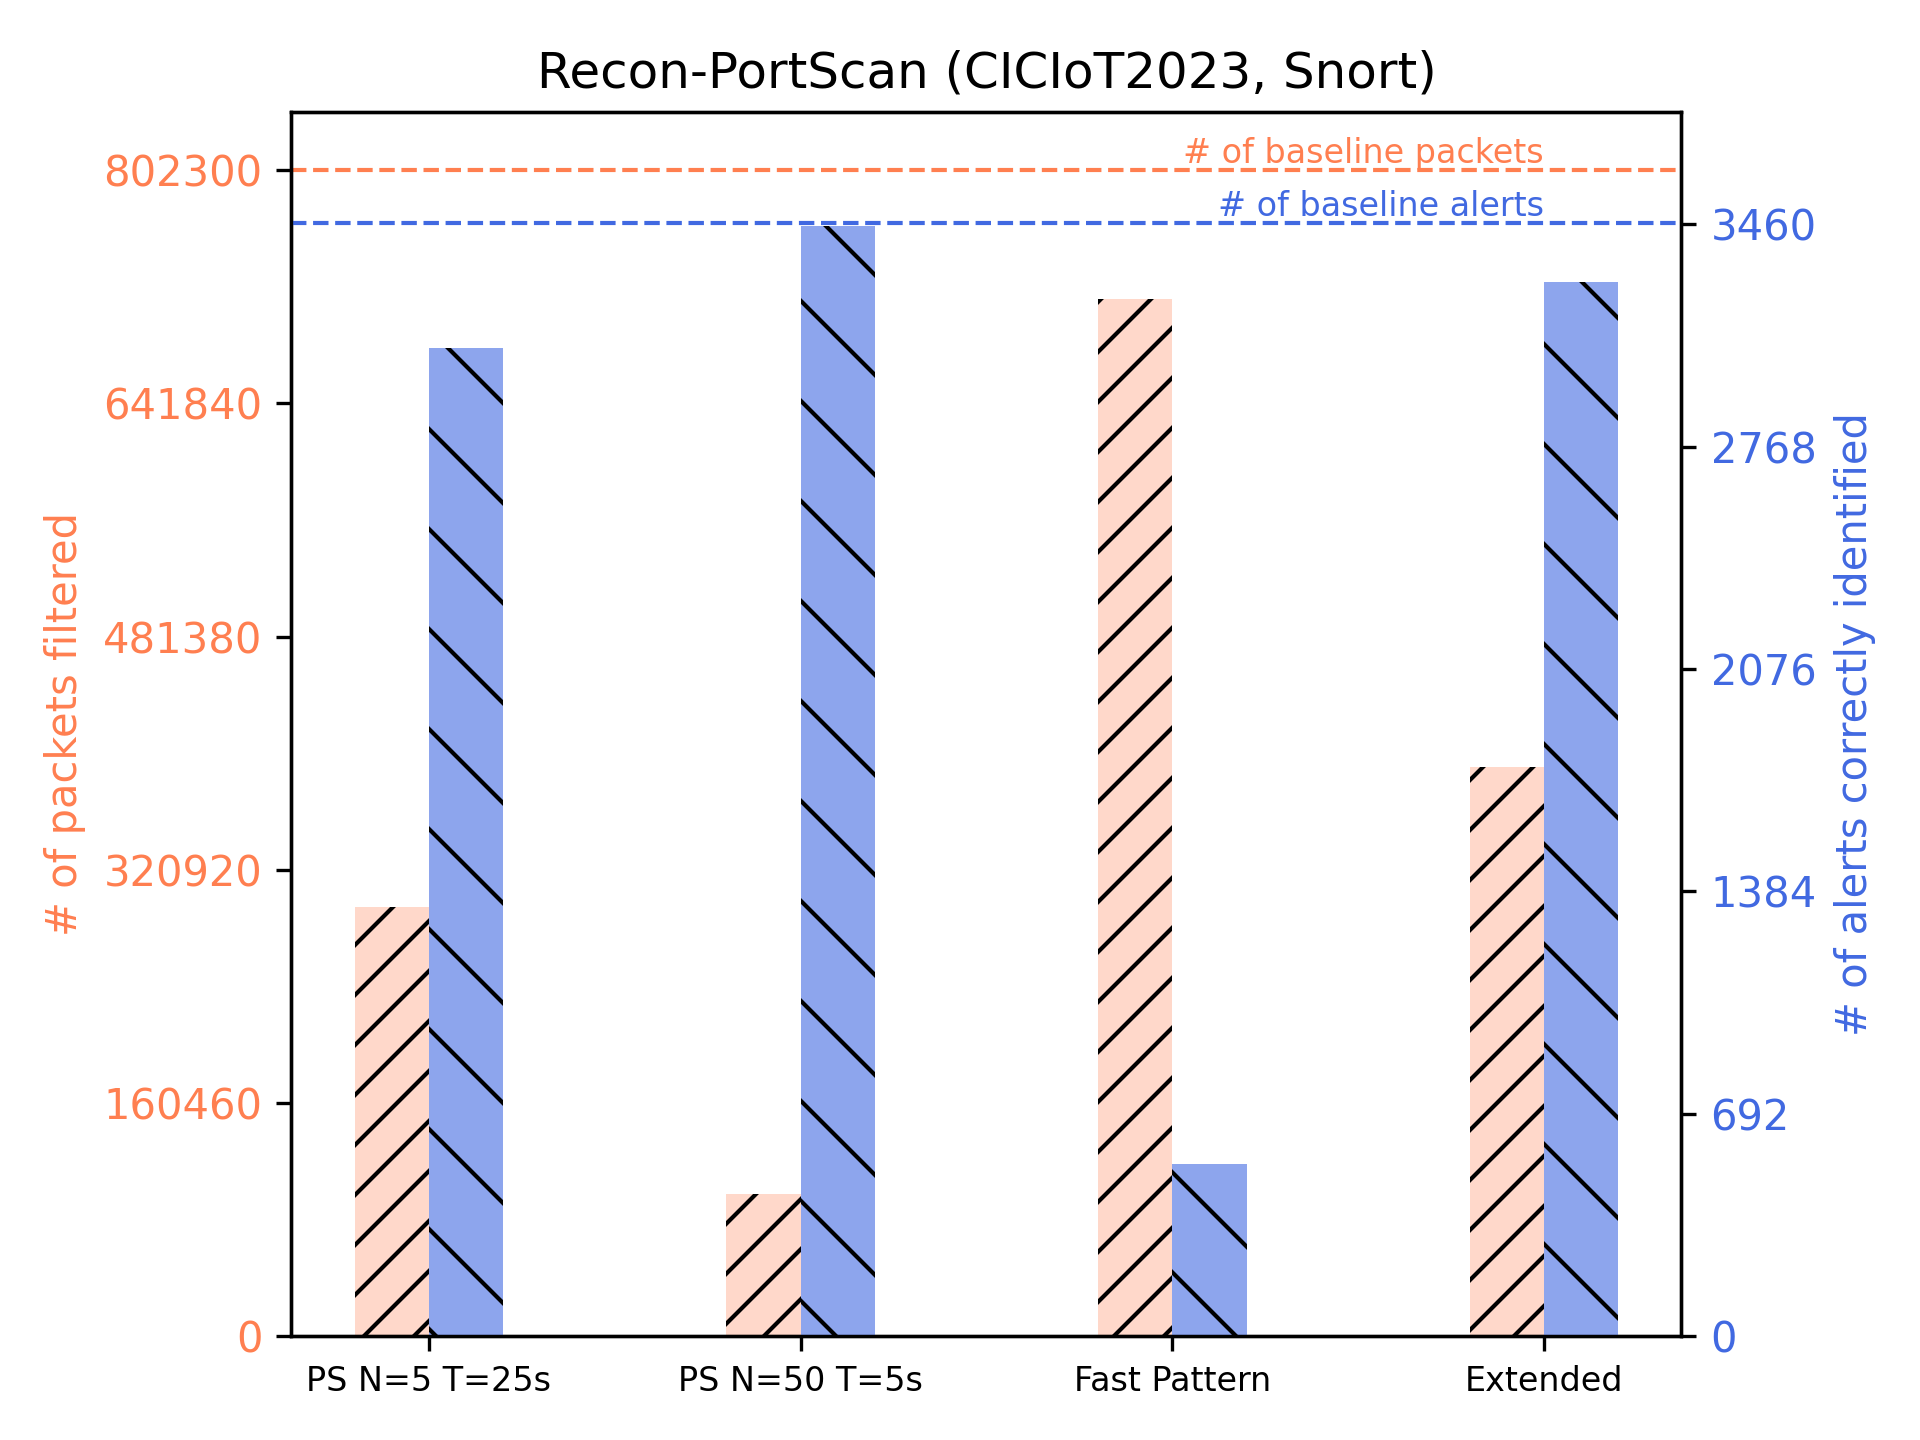 Recon-PortScan (CICIoT2023, Snort)
# of baseline packets
# of baseline alerts
# of packets filtered
802300
641840
481380
320920
160460
0
3460
2768
2076
1384
692
0
# of alerts correctly identified
PS N=5 T=25s
PS N=50 T=5s
Fast Pattern
Extended